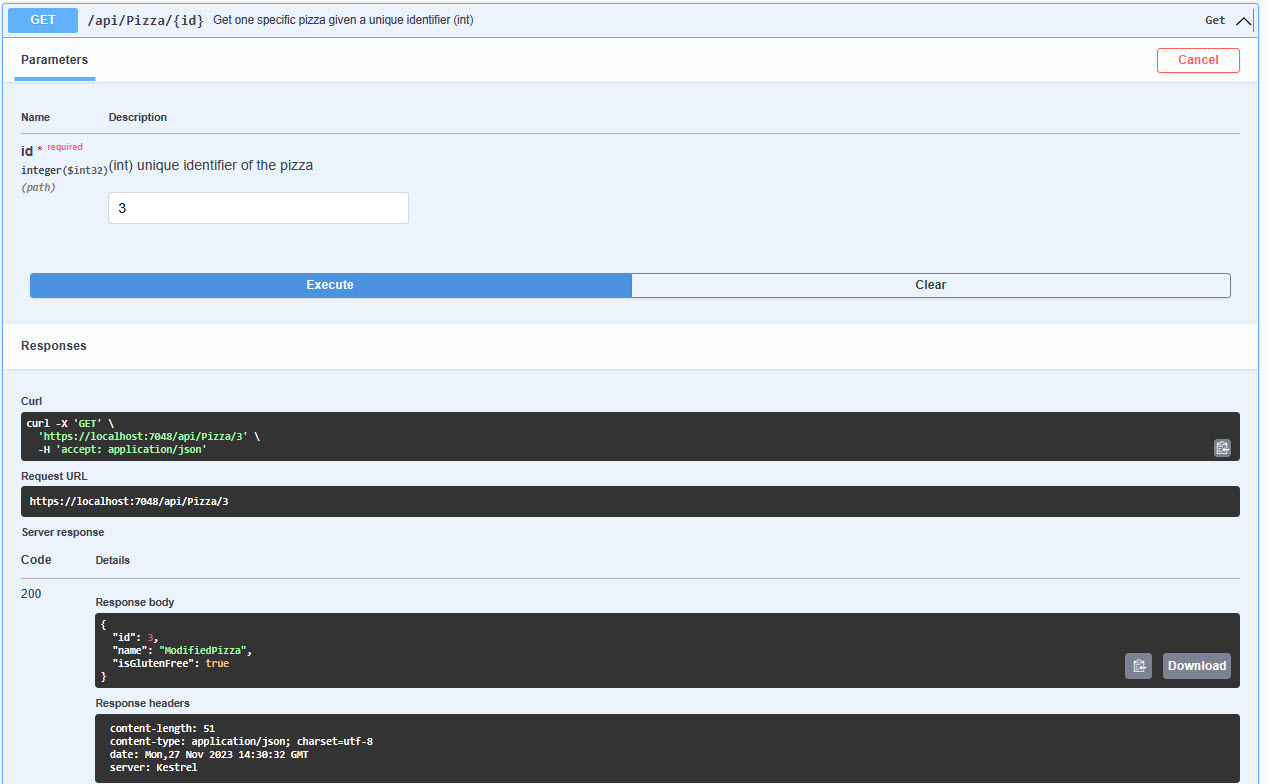 GET /api/Pizza/{id} Get one specific pizza given a unique identifier (int) Get
Parameters Cancel
Name Description
id * required
integer($int32) (int) unique identifier of the pizza
(path)
3
Execute Clear
Responses
Curl
curl -X 'GET' \
'https://localhost:7048/api/Pizza/3' \
-H 'accept: application/json'
Request URL
https://localhost:7048/api/Pizza/3
Server response
Code Details
200
Response body
{
"id": 3,
"name": "ModifiedPizza",
"isGlutenFree": true
}
Download
Response headers
content-length: 51
content-type: application/json; charset=utf-8
date: Mon,27 Nov 2023 14:30:32 GMT
server: Kestrel